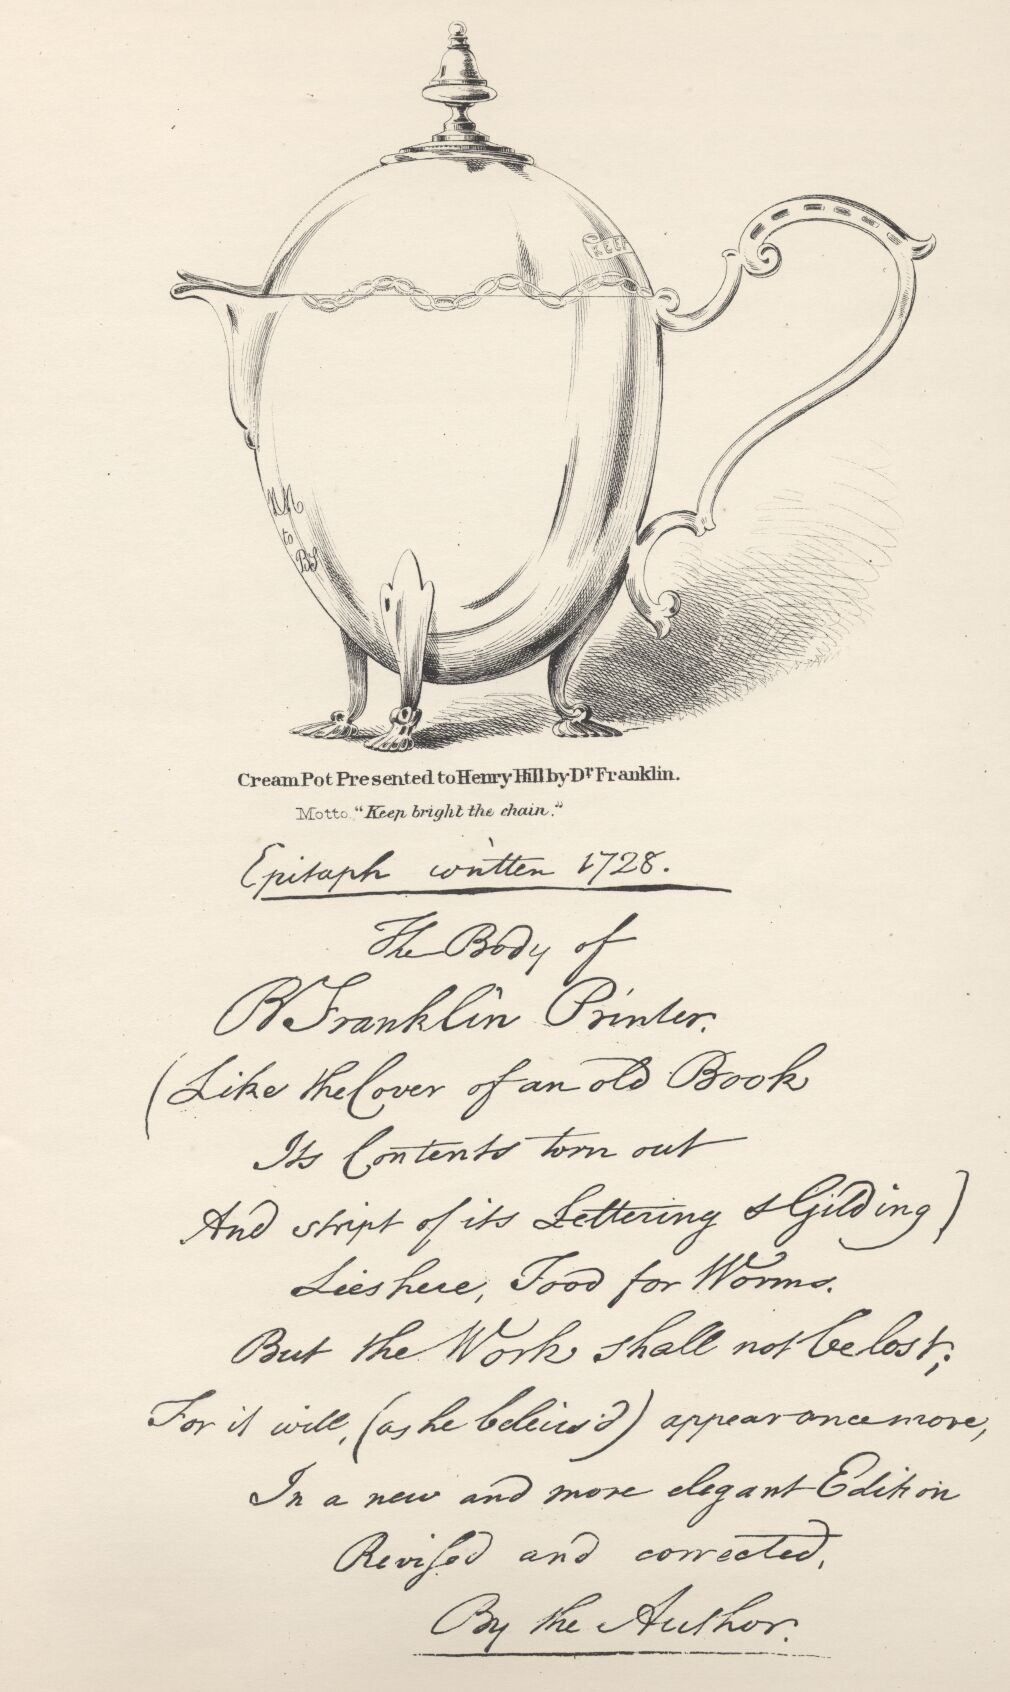 KEEP
to
Cream Pot Presented to Henry Hill by Dr Franklin.
Motto. "Keep bright the chain."
Epitaph written 1728.
The Body of
B Franklin Printer.
(Like the Cover of an old Book
Its Contents torn out
And stript of its Lettering & Gilding)
Lies here, Food for Worms.
But the Work shall not be lost;
For it will, (as he beleiv'd) appear once more,
In a new and more elegant Edition
Revised and corrected,
By the Author.